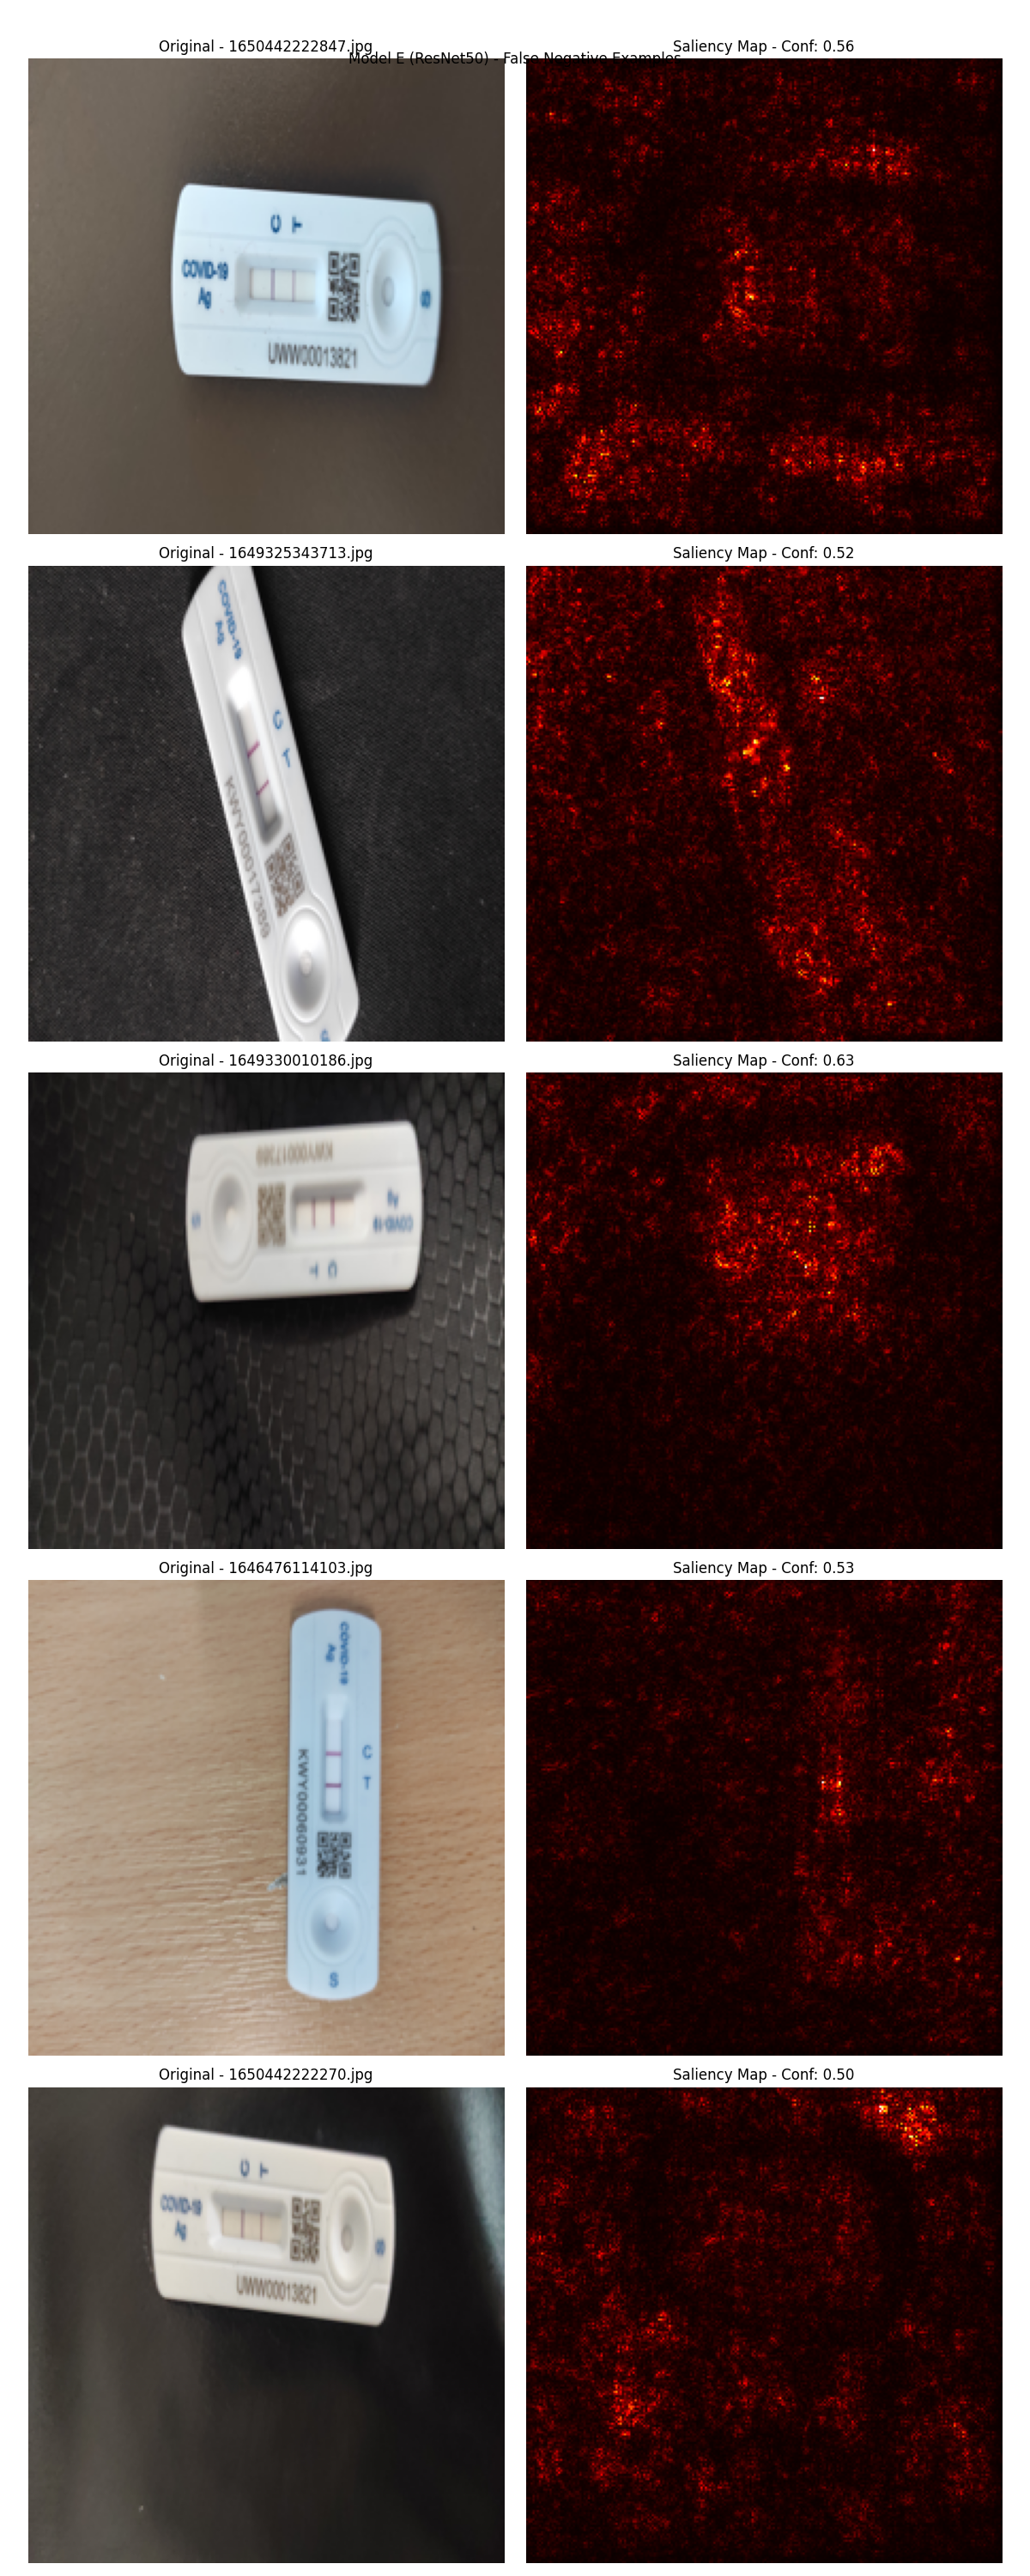 Original - 1650442222847.jpg
Saliency Map - Conf: 0.56
Model E (ResNet50) - False Negative Examples
C T
COVID-19
Ag
S
UWW00013821
Original - 1649325343713.jpg
Saliency Map - Conf: 0.52
COVID-19
Ag
C
T
KWY00017389
Original - 1649330010186.jpg
Saliency Map - Conf: 0.63
KWY00017389
S
Ag
COVID-19
T C
Original - 1646476114103.jpg
Saliency Map - Conf: 0.53
COVID-19
Ag
C
T
KWY00060931
S
Original - 1650442222270.jpg
Saliency Map - Conf: 0.50
C T
COVID-19
Ag
S
UWW00013821